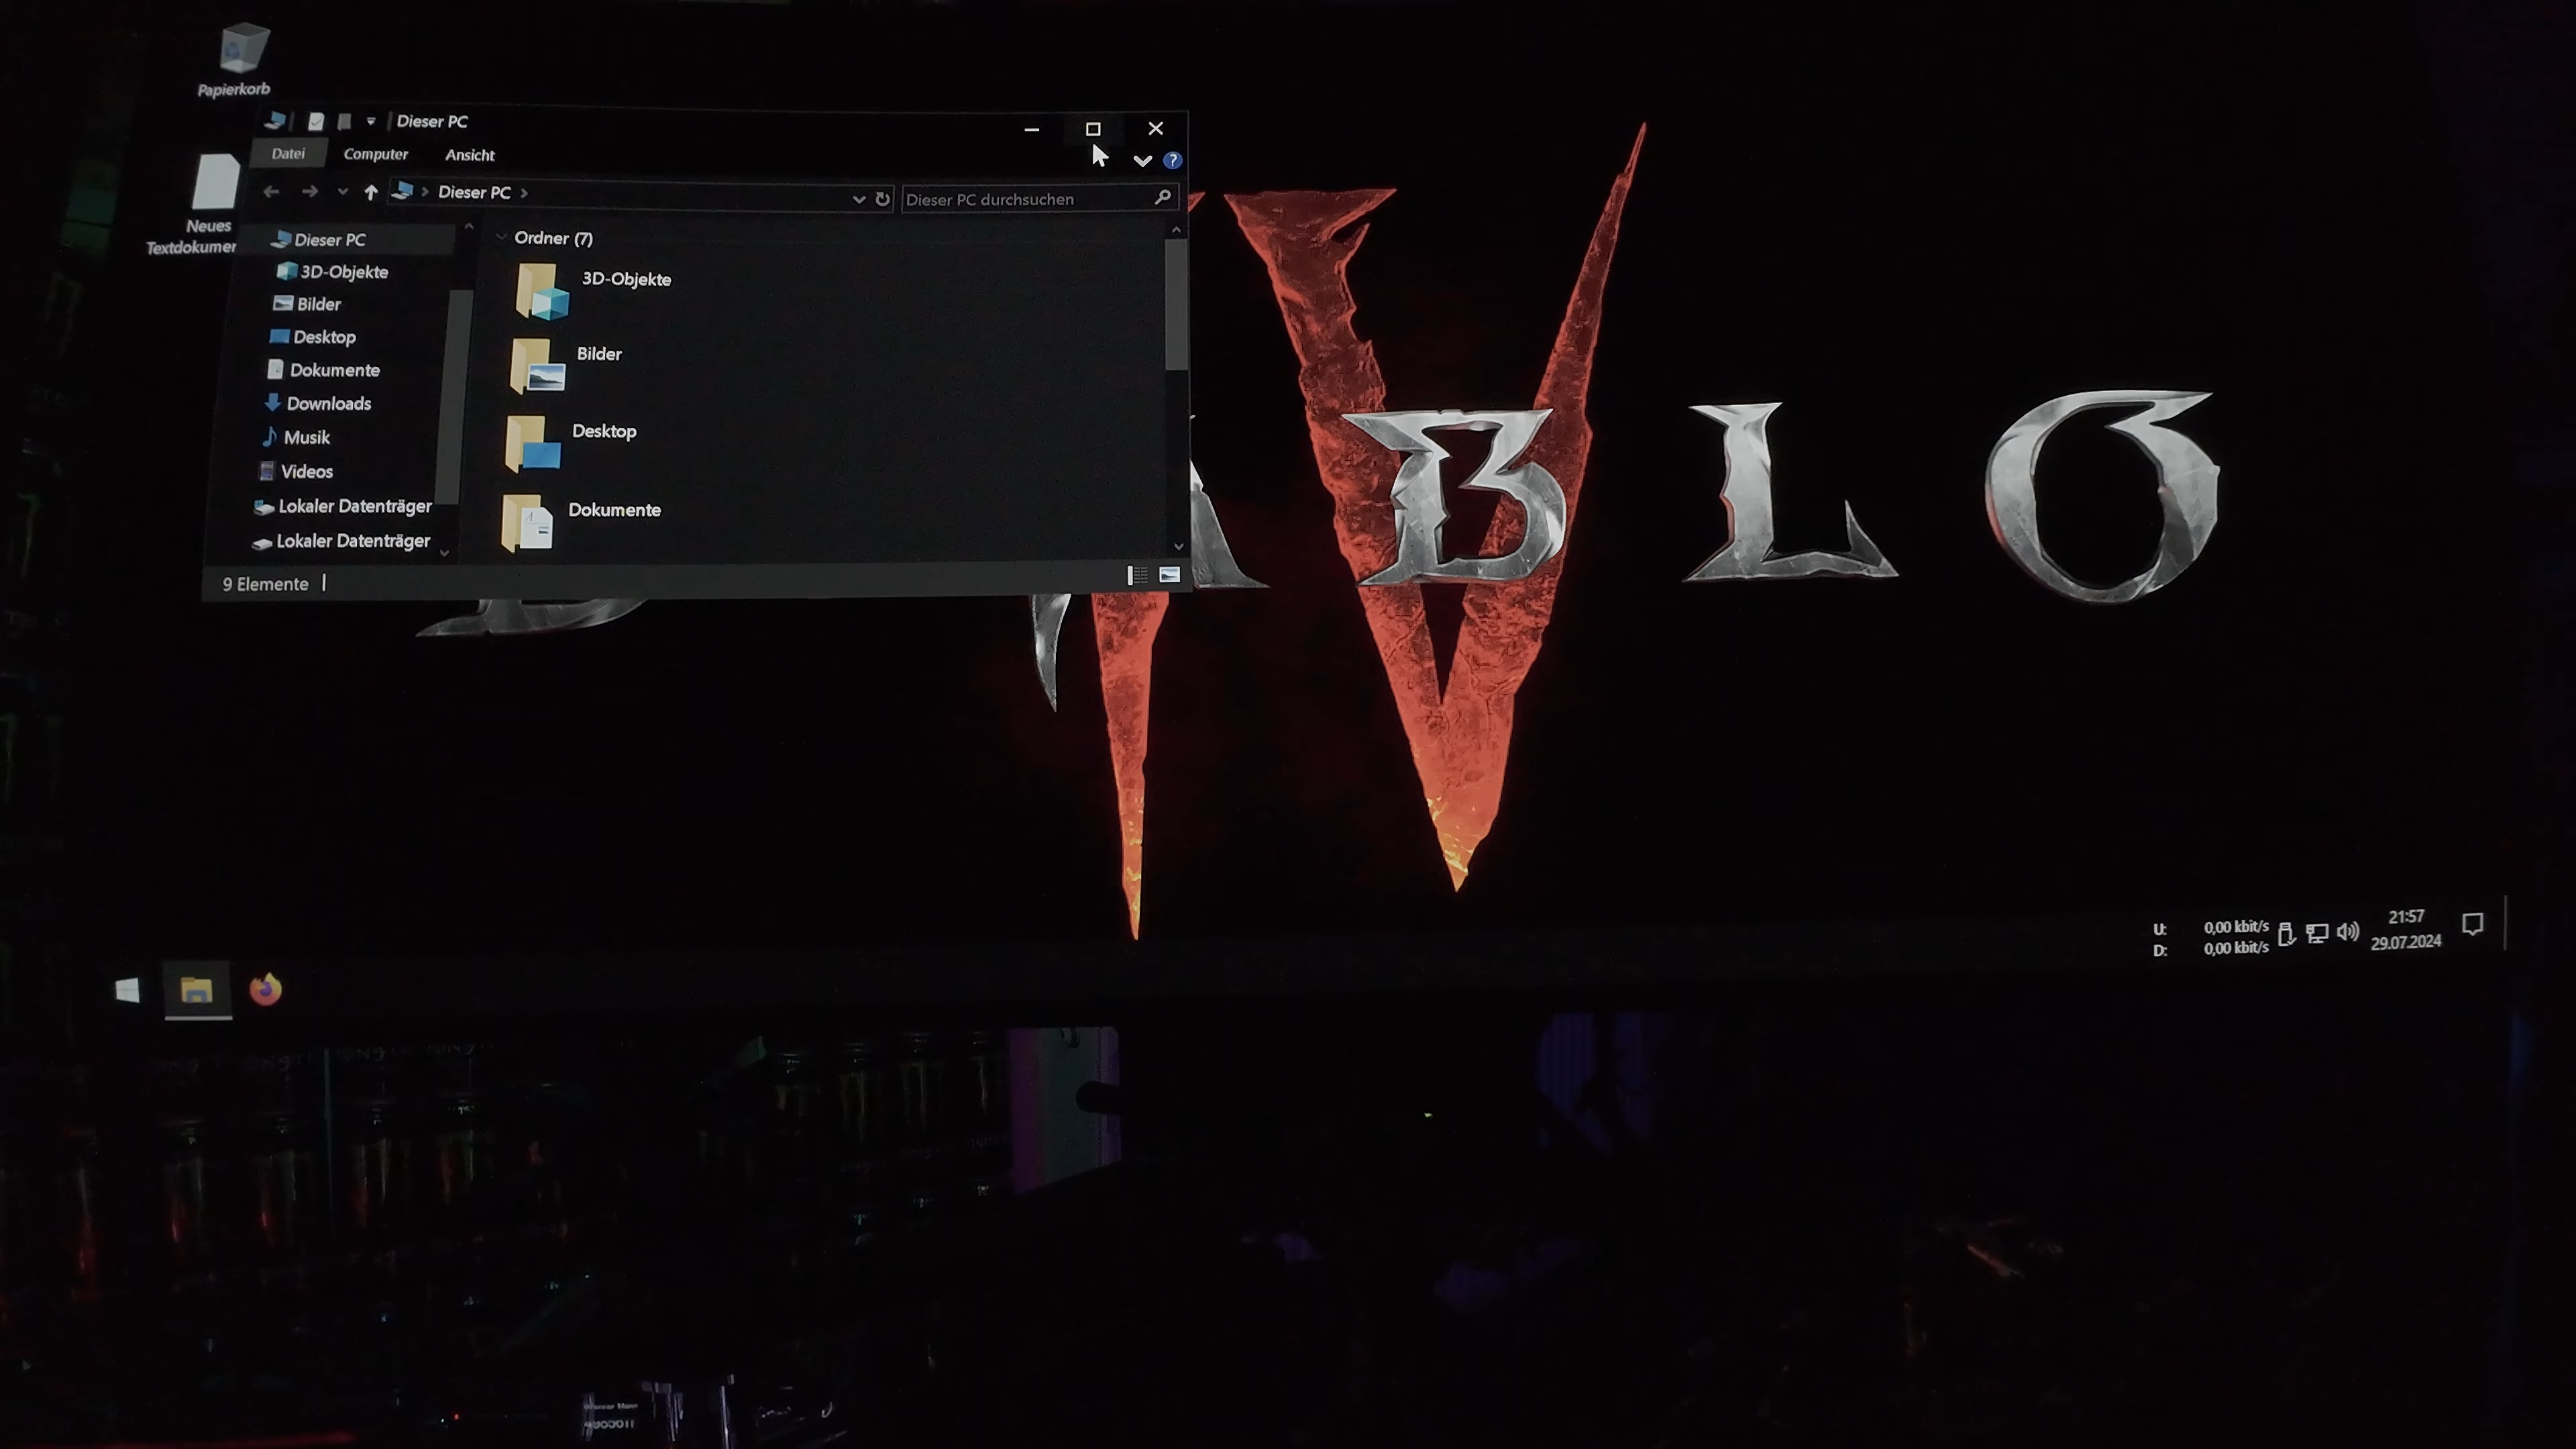 Papierkorb
Neues
Textdokumen
Dieser PC
Datei Computer Ansicht
Dieser PC
Dieser PC durchsuchen
Dieser PC
3D-Objekte
Bilder
Desktop
Dokumente
Downloads
Musik
Videos
Lokaler Datenträger
Lokaler Datenträger
Ordner (7)
3D-Objekte
Bilder
Desktop
Dokumente
9 Elemente
IV
B L O
U: 0,00 kbit/s
D: 0,00 kbit/s
21:57
29.07.2024